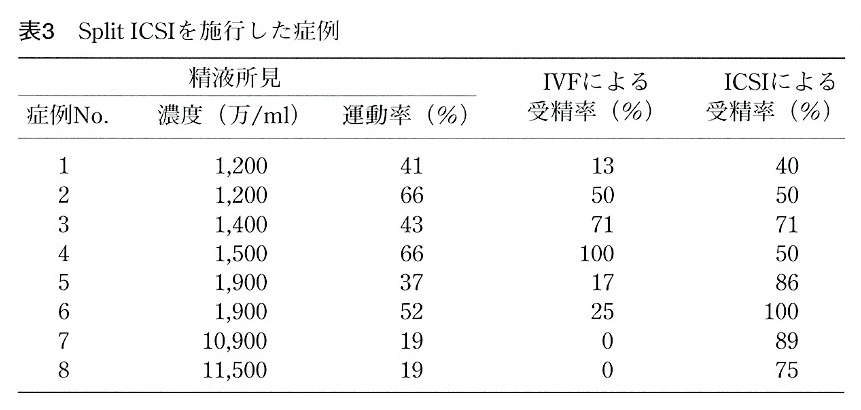 表3 Split ICSIを施行した症例
精液所見 IVFによる ICSIによる
症例No. 濃度（万/ml） 運動率（%） 受精率（%） 受精率（%）
1 1,200 41 13 40
2 1,200 66 50 50
3 1,400 43 71 71
4 1,500 66 100 50
5 1,900 37 17 86
6 1,900 52 25 100
7 10,900 19 0 89
8 11,500 19 0 75